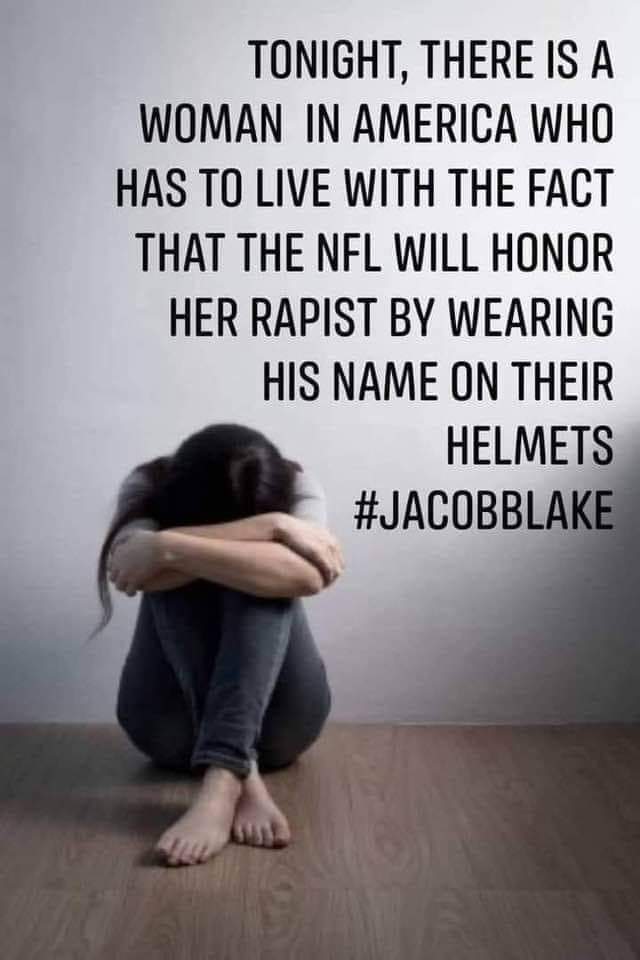 TONIGHT, THERE IS A
WOMAN IN AMERICA WHO
HAS TO LIVE WITH THE FACT
THAT THE NFL WILL HONOR
HER RAPIST BY WEARING
HIS NAME ON THEIR
HELMETS
#JACOBBLAKE